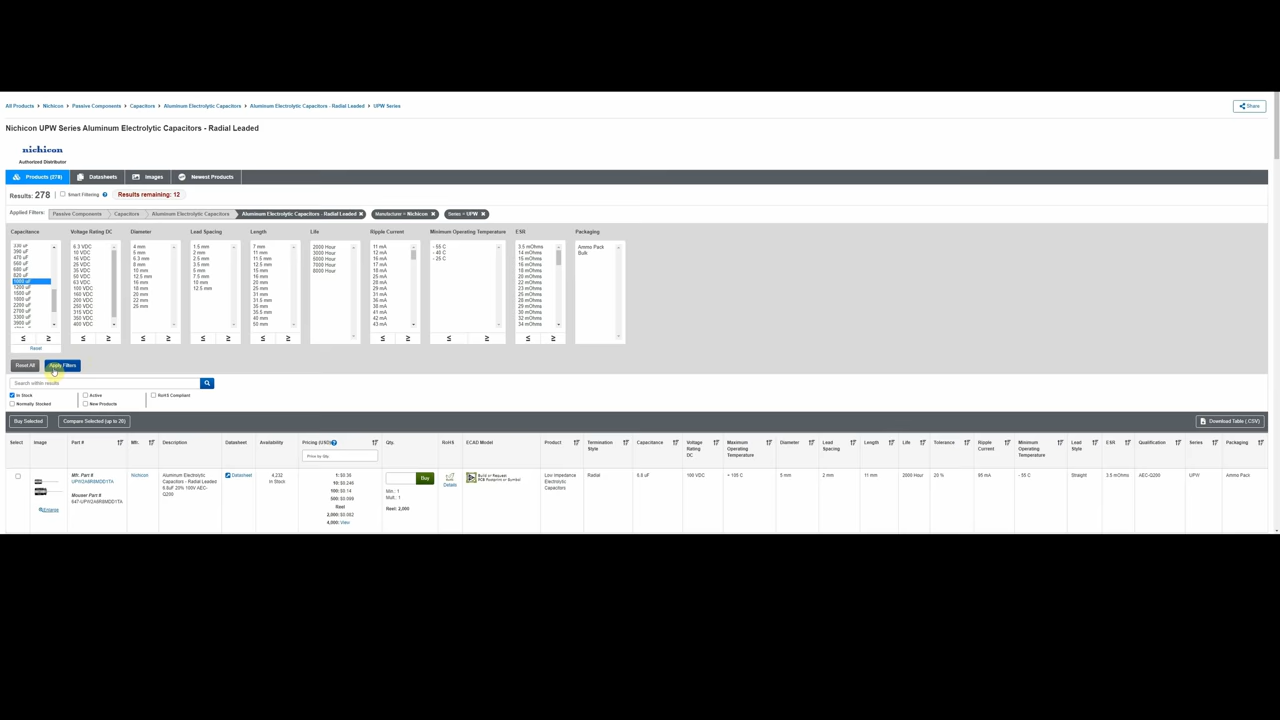 All Products > Nichicon > Passive Components > Capacitors > Aluminum Electrolytic Capacitors > Aluminum Electrolytic Capacitors - Radial Leaded > UPW Series
Share
Nichicon UPW Series Aluminum Electrolytic Capacitors - Radial Leaded
nichicon
Authorized Distributor
Products (278) Datasheets Images Newest Products
Results: 278 Smart Filtering Results remaining: 12
Applied Filters: Passive Components Capacitors Aluminum Electrolytic Capacitors Aluminum Electrolytic Capacitors - Radial Leaded Manufacturer = Nichicon Series = UPW
Capacitance Voltage Rating DC Diameter Lead Spacing Length Life Ripple Current Minimum Operating Temperature ESR Packaging
330 uF 6.3 VDC 4 mm 1.5 mm 7 mm 2000 Hour 11 mA - 55 C 3.5 mOhms Ammo Pack
390 uF 10 VDC 5 mm 2 mm 11 mm 3000 Hour 12 mA - 40 C 14 mOhms Bulk
470 uF 16 VDC 6.3 mm 2.5 mm 11.5 mm 5000 Hour 17 mA - 25 C 15 mOhms
560 uF 25 VDC 8 mm 3.5 mm 12.5 mm 7000 Hour 16 mOhms
680 uF 35 VDC 10 mm 5 mm 15 mm 8000 Hour 18 mOhms
820 uF 50 VDC 12.5 mm 7.5 mm 16 mm 20 mOhms
1000 uF 63 VDC 16 mm 10 mm 20 mm 22 mOhms
1200 uF 100 VDC 18 mm 12.5 mm 25 mm 29 mA 23 mOhms
1500 uF 160 VDC 20 mm 31 mm 30 mA 25 mOhms
1800 uF 200 VDC 22 mm 31.5 mm 36 mA 28 mOhms
2200 uF 250 VDC 25 mm 35 mm 38 mA 29 mOhms
2700 uF 315 VDC 35.5 mm 41 mA 30 mOhms
3300 uF 350 VDC 40 mm 42 mA 32 mOhms
400 VDC 50 mm 43 mA 34 mOhms
≤ ≥ ≤ ≥ ≤ ≥ ≤ ≥ ≤ ≥ ≤ ≥ ≤ ≥ ≤ ≥
Reset
Reset All Apply Filters
Search within results
In Stock Active RoHS Compliant
Normally Stocked New Products
Buy Selected Compare Selected (up to 20) Download Table (.CSV)
Select Image Part # Mfr. Description Datasheet Availability Pricing (USD) Qty. RoHS ECAD Model Product Termination Style Capacitance Voltage Rating DC Maximum Operating Temperature Diameter Lead Spacing Length Life Tolerance Ripple Current Minimum Operating Temperature Lead Style ESR Qualification Series Packaging
Mfr. Part #
UPW2A6R8MDD1TA
Mouser Part #
647-UPW2A6R8MDD1TA
Enlarge
Nichicon
Aluminum Electrolytic
Capacitors - Radial Leaded
6.8uF 20% 100V AEC-
Q200
Datasheet
4,232
In Stock
1: $0.36
10: $0.246
100: $0.14
Reel
4,000: View
Buy
Min.: 1
Mult.: 1
Reel: 2,000
Details
Build or Request
PCB Footprint or Symbol
Low Impedance
Electrolytic
Capacitors
Radial 6.8 uF 100 VDC + 105 C 5 mm 2 mm 11 mm 2000 Hour 20 % 95 mA - 55 C Straight 3.5 mOhms AEC-Q200 UPW Ammo Pack